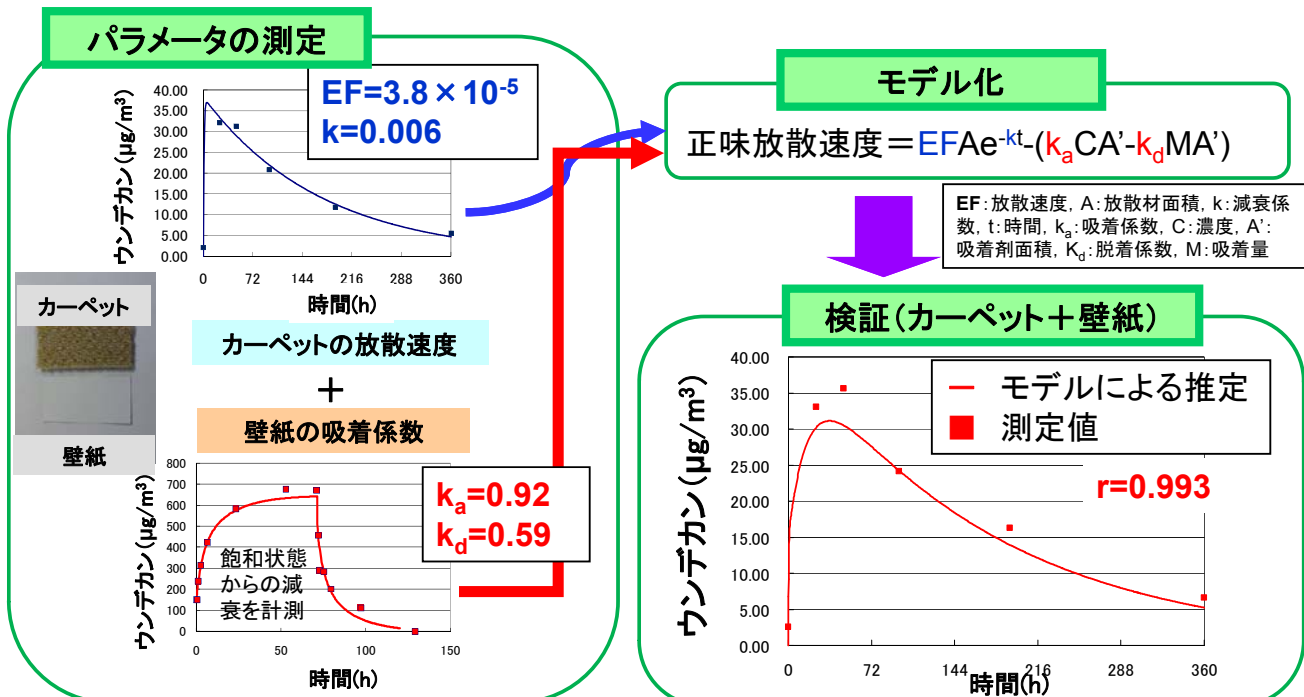 パラメータの測定
EF=3.8×10-5
k=0.006
ウンデカン(μg/m3)
40.00
35.00
30.00
25.00
20.00
15.00
10.00
5.00
0.00
0 72 144 216 288 360
時間(h)
カーペット
壁紙
カーペットの放散速度
+
壁紙の吸着係数
ka=0.92
kd=0.59
ウンデカン(μg/m3)
800
700
600
500
400
300
200
100
0
飽和状態
からの減
衰を計測
0 50 100 150
時間(h)
モデル化
正味放散速度=EFAe-kt-(kaCA'-kdMA')
EF:放散速度, A:放散材面積, k:減衰係
数, t:時間, ka:吸着係数, C:濃度, A':
吸着剤面積, Kd:脱着係数, M:吸着量
検証(カーペット+壁紙)
ウンデカン(μg/m3)
40.00
35.00
30.00
25.00
20.00
15.00
10.00
5.00
0.00
モデルによる推定
測定値
r=0.993
0 72 144 216 288 360
時間(h)